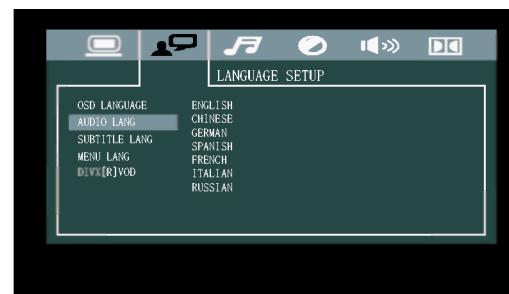 LANGUAGE SETUP
OSD LANGUAGE
AUDIO LANG
SUBTITLE LANG
MENU LANG
DIVX[R]VOD
ENGLISH
CHINESE
GERMAN
SPANISH
FRENCH
ITALIAN
RUSSIAN